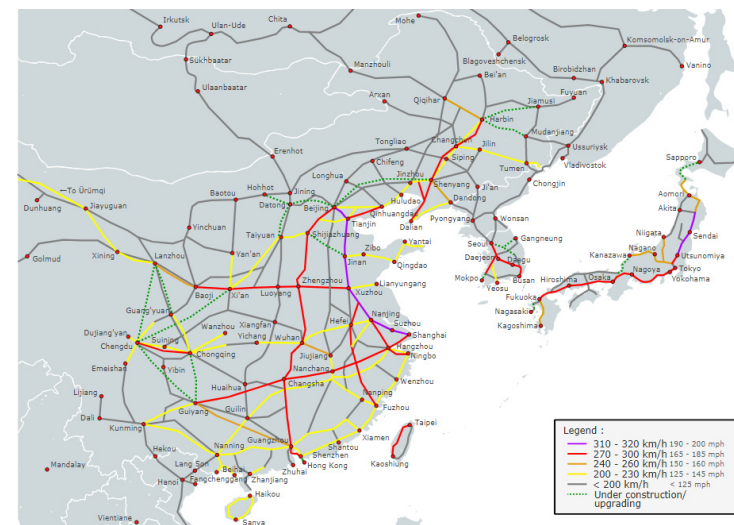 Irkutsk
Ulan-Ude
Chita
Mohe
Belogrosk
Komsomolsk-on-Amur
Sükhbaatar
Blagoveshchensk
Manzhouli
Bei'an
Birobidzhan
Vanino
Khabarovsk
Ulaanbaatar
Arxan
Qiqihar
Fuyuan
Jiamusi
Harbin
Mudanjiang
Erenhot
Tongliao
Changchun
Jilin
Ussuriysk
Siping
Vladivostok
Sapporo
Chifeng
Tumen
Longhua
Jinzhou
Chongjin
←To Ürümqi
Hohhot
Jining
Shenyang
Ji'an
Baotou
Huludao
Dandong
Aomori
Dunhuang
Jiayuguan
Datong
Beijing
Qinhuangdao
Pyongyang
Wonsan
Akita
Tianjin
Dalian
Yinchuan
Taiyuan
Shijiazhuang
Seoul
Gangneung
Niigata
Sendai
Yantai
Zibo
Golmud
Xining
Lanzhou
Yan'an
Jinan
Qingdao
Daejeon
Daegu
Kanazawa
Nagano
Utsunomiya
Mokpo
Busan
Yeosu
Hiroshima
Osaka
Nagoya
Tokyo
Yokohama
Baoji
Xi'an
Luoyang
Zhengzhou
Lianyungang
Xuzhou
Fukuoka
Guang'yuan
Nagasaki
Kagoshima
Dujiang'yan
Wanzhou
Xiangfan
Hefei
Nanjing
Suzhou
Suining
Yichang
Wuhan
Shanghai
Chengdu
Chongqing
Hangzhou
Jiujiang
Ningbo
Emeishan
Yibin
Nanchang
Huaihua
Changsha
Wenzhou
Lijiang
Guiyang
Nanping
Dali
Guilin
Fuzhou
Kunming
Guangzhou
Taipei
Hekou
Nanning
Xiamen
Shantou
Shenzhen
Lang Son
Beihai
Hong Kong
Kaoshiung
Mandalay
Zhuhai
Hanoi
Fangchenggang
Zhanjiang
Haikou
Vientiane
Sanya
Legend :
310 - 320 km/h 190 - 200 mph
270 - 300 km/h 165 - 185 mph
240 - 260 km/h 150 - 160 mph
200 - 230 km/h 125 - 145 mph
< 200 km/h < 125 mph
Under construction/
upgrading